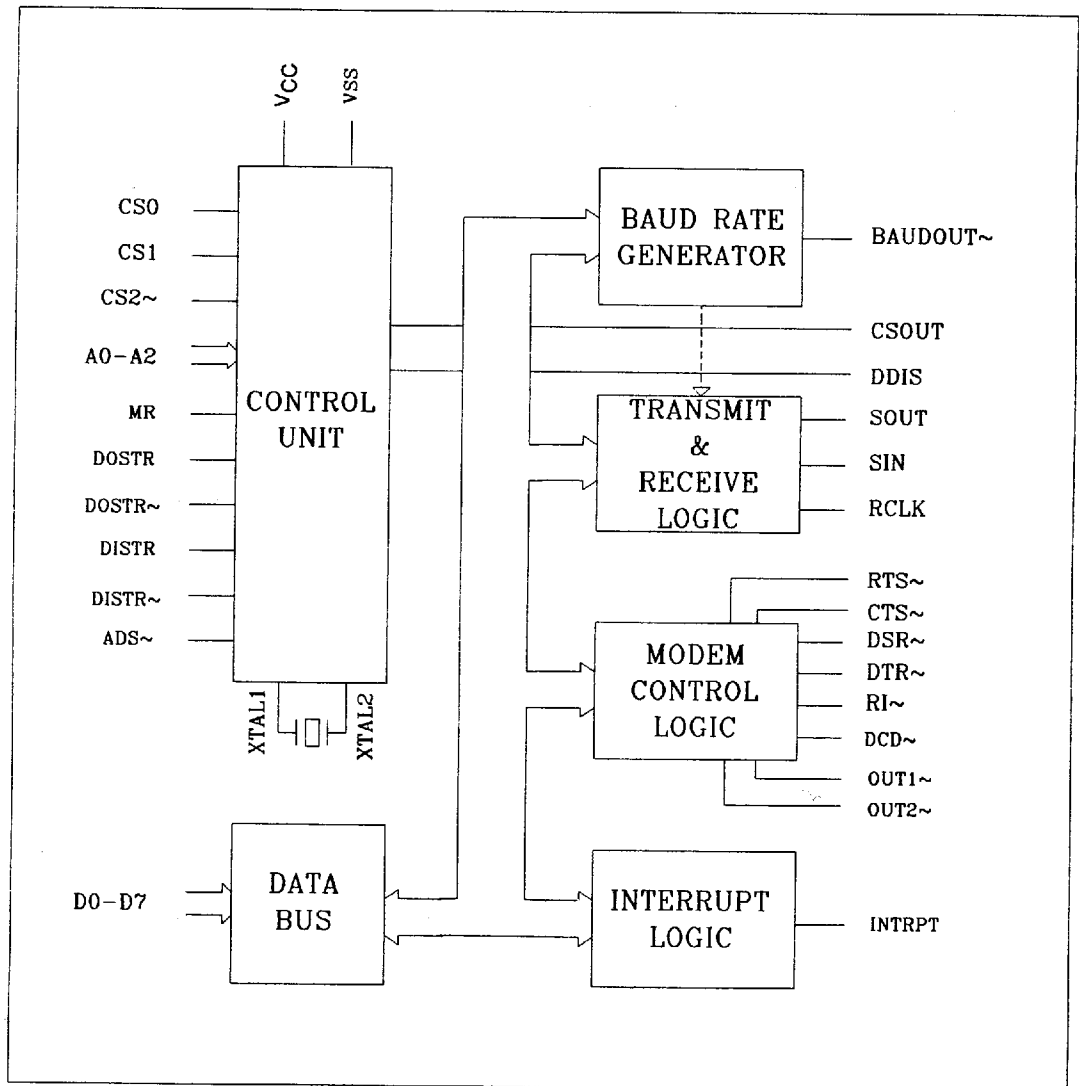 VCC
VSS
CS0
CS1
CS2~
A0-A2
MR
DOSTR
DOSTR~
DISTR
DISTR~
ADS~
CONTROL
UNIT
XTAL1
XTAL2
D0-D7
DATA
BUS
BAUD RATE
GENERATOR
BAUDOUT~
CSOUT
DDIS
TRANSMIT
&
RECEIVE
LOGIC
SOUT
SIN
RCLK
MODEM
CONTROL
LOGIC
RTS~
CTS~
DSR~
DTR~
RI~
DCD~
OUT1~
OUT2~
INTERRUPT
LOGIC
INTRPT